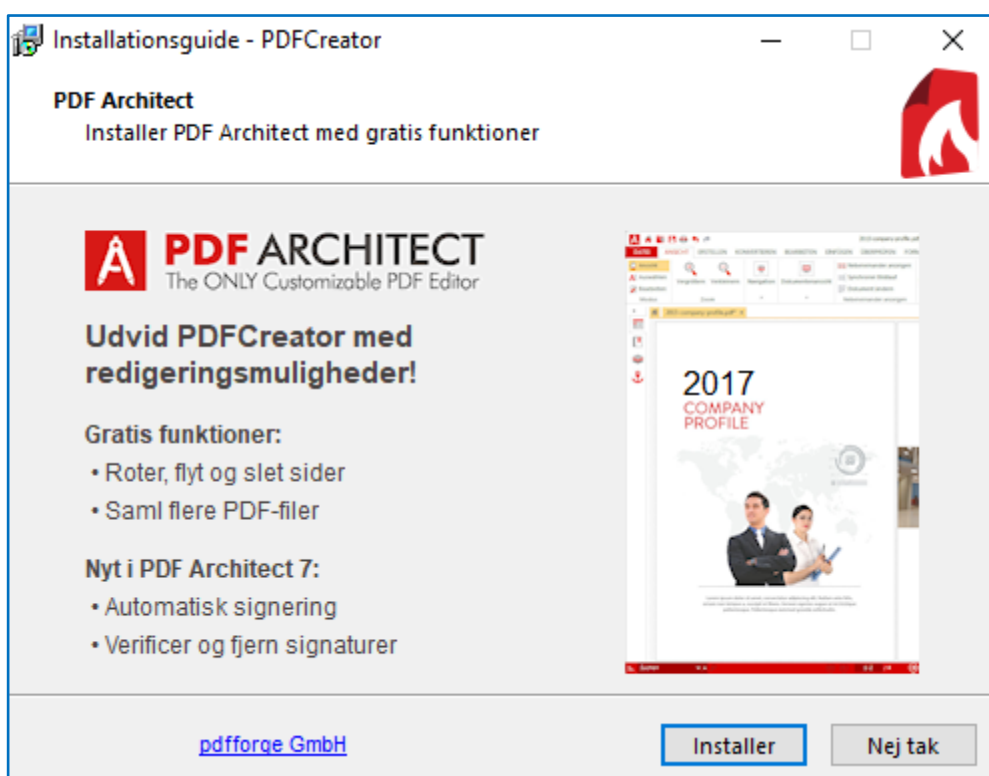 Installationsguide - PDFCreator
PDF Architect
Installer PDF Architect med gratis funktioner
PDF ARCHITECT
The ONLY Customizable PDF Editor
Udvid PDFCreator med
redigeringsmuligheder!
Gratis funktioner:
• Roter, flyt og slet sider
• Saml flere PDF-filer
Nyt i PDF Architect 7:
• Automatisk signering
• Verificer og fjern signaturer
2017
COMPANY
PROFILE
pdfforge GmbH
Installer
Nej tak